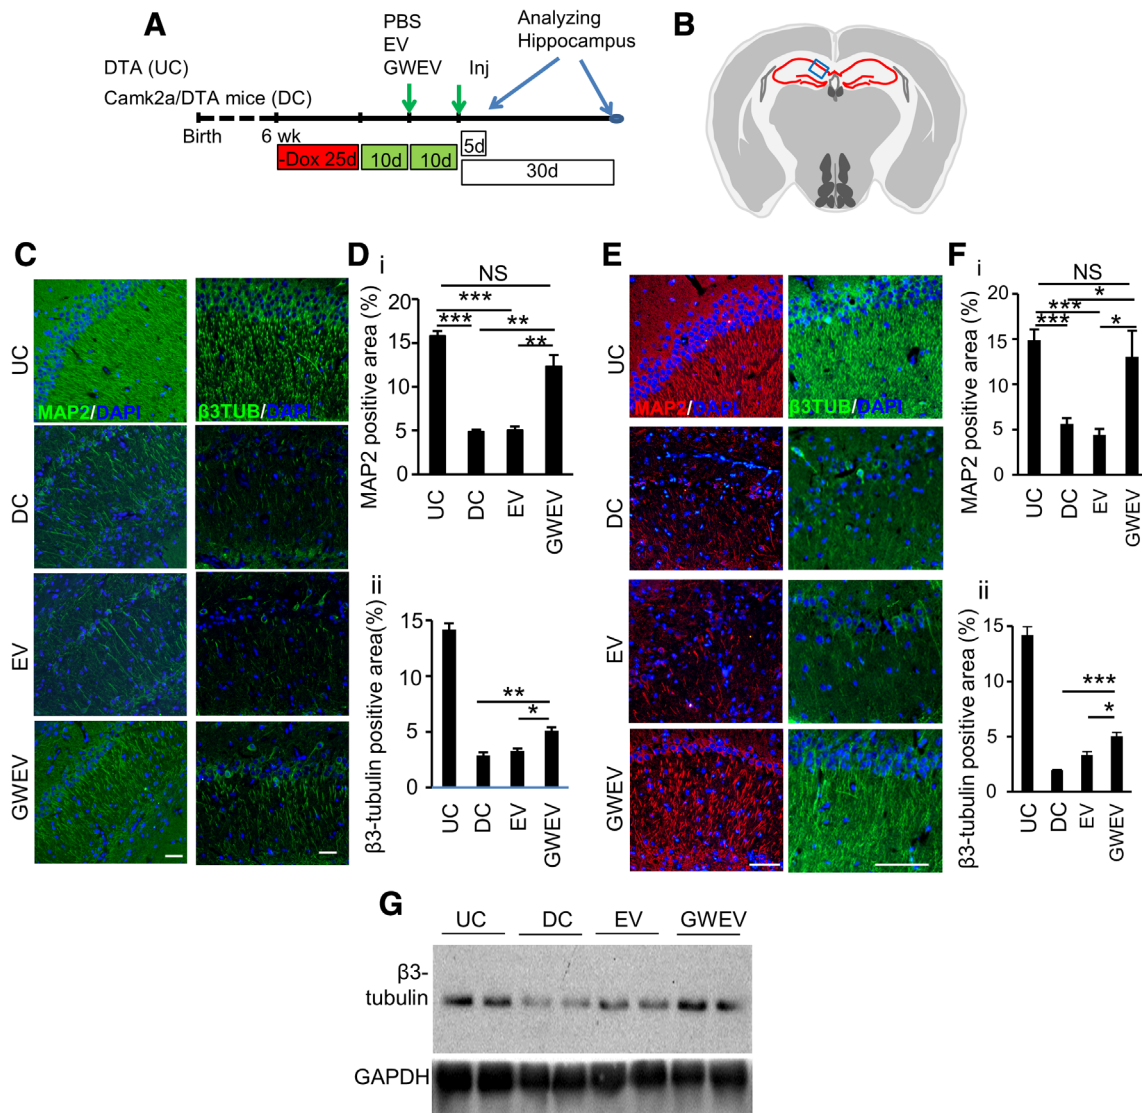 A
PBS
EV
GWEV
Inj
Analyzing
Hippocampus
DTA (UC)
Camk2a/DTA mice (DC)
Birth
6 wk
-Dox 25d
10d
10d
5d
30d
B
C
UC
MAP2/DAPI
β3TUB/DAPI
DC
EV
GWEV
D
i
NS
***
***
**
**
MAP2 positive area (%)
20
15
10
5
0
UC
DC
EV
GWEV
ii
β3-tubulin positive area(%)
15
10
5
0
**
*
UC
DC
EV
GWEV
E
UC
MAP2/DAPI
β3TUB/DAPI
DC
EV
GWEV
F
i
NS
*
***
***
*
MAP2 positive area (%)
20
15
10
5
0
UC
DC
EV
GWEV
ii
β3-tubulin positive area (%)
15
10
5
0
***
*
UC
DC
EV
GWEV
G
UC DC EV GWEV
β3-
tubulin
GAPDH